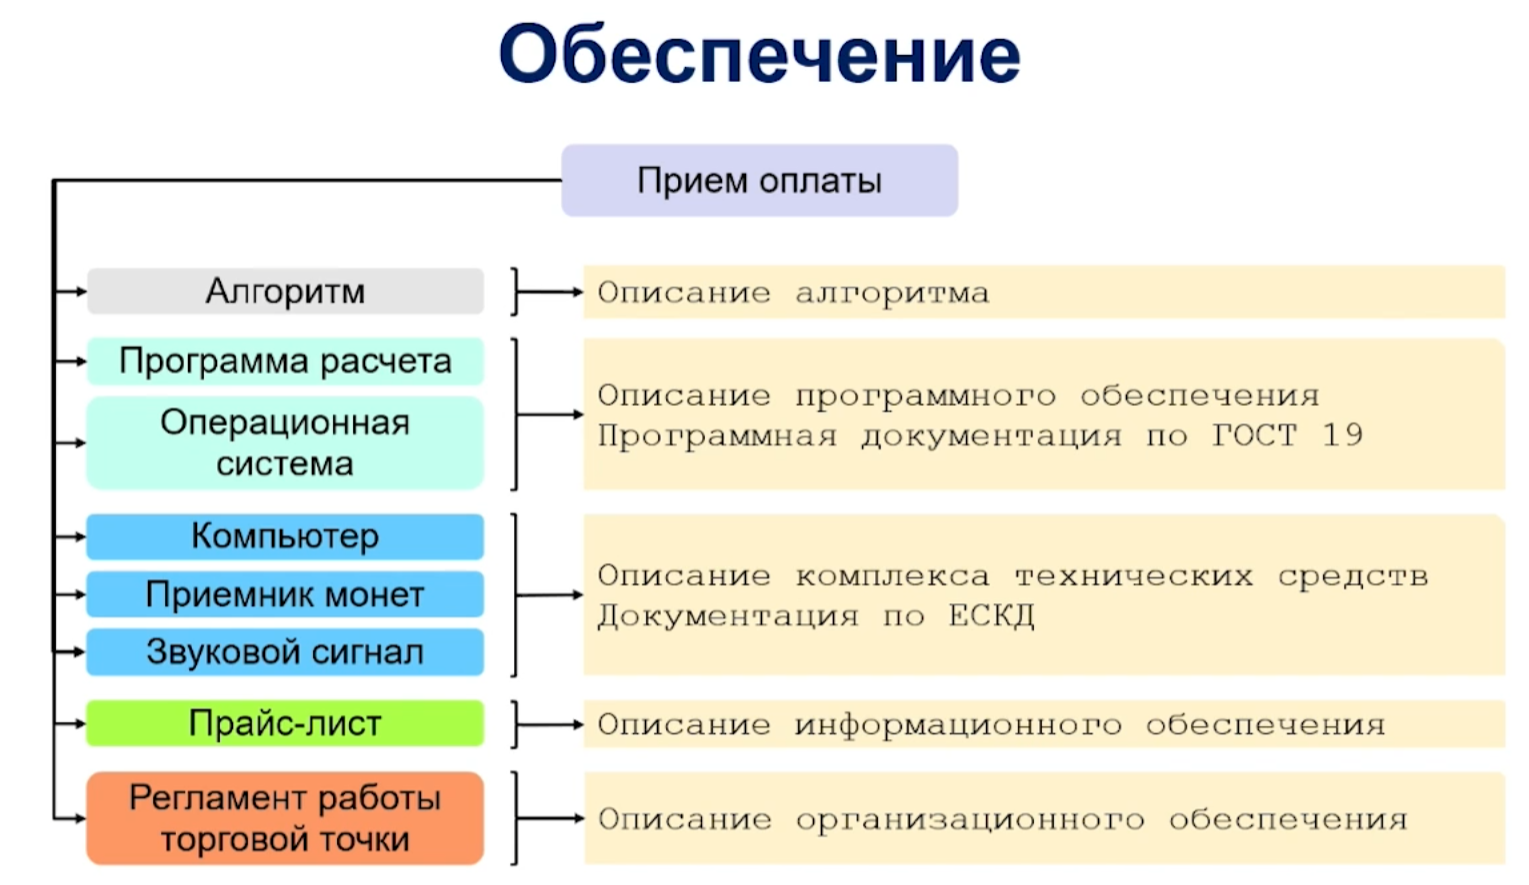 Обеспечение
Прием оплаты
Алгоритм
Описание алгоритма
Программа расчета
Операционная
система
Описание программного обеспечения
Программная документация по ГОСТ 19
Компьютер
Приемник монет
Звуковой сигнал
Описание комплекса технических средств
Документация по ЕСКД
Прайс-лист
Описание информационного обеспечения
Регламент работы
торговой точки
Описание организационного обеспечения